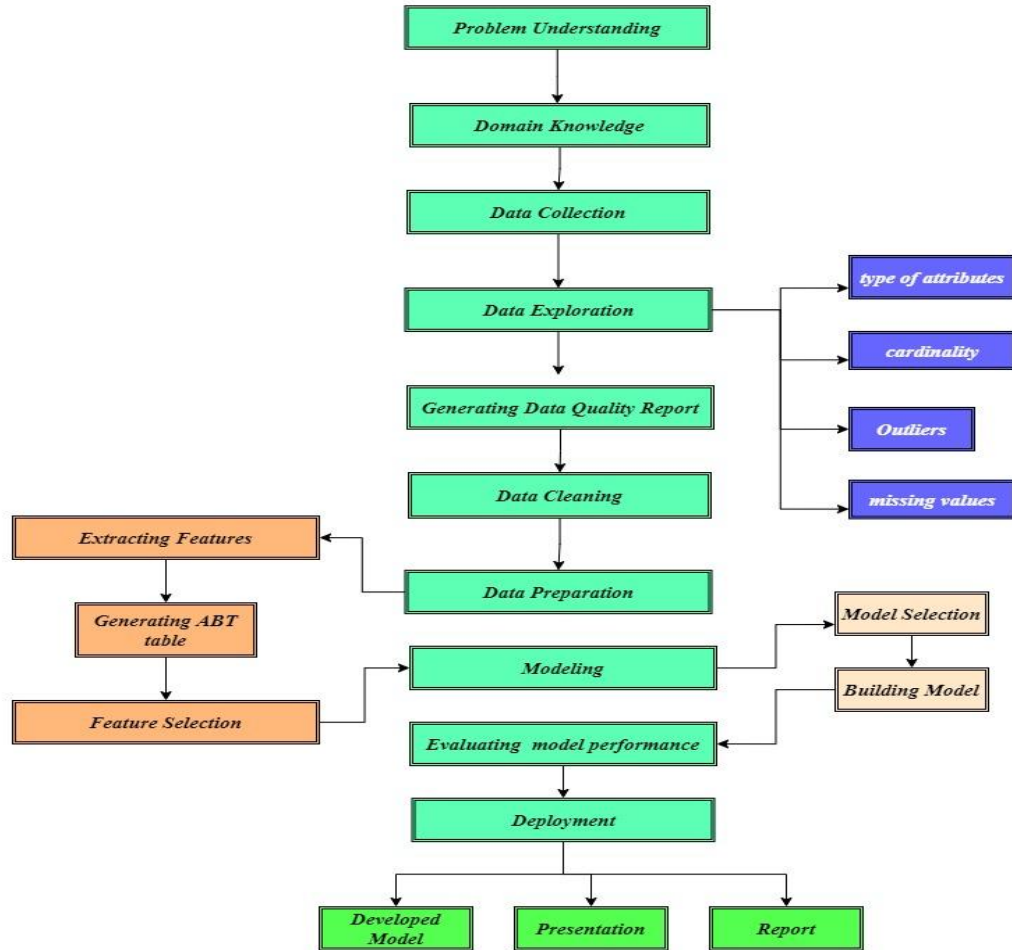 Problem Understanding
Domain Knowledge
Data Collection
Data Exploration
type of attributes
cardinality
Outliers
missing values
Generating Data Quality Report
Data Cleaning
Data Preparation
Extracting Features
Generating ABT
table
Feature Selection
Modeling
Model Selection
Building Model
Evaluating  model performance
Deployment
Developed
Model
Presentation
Report